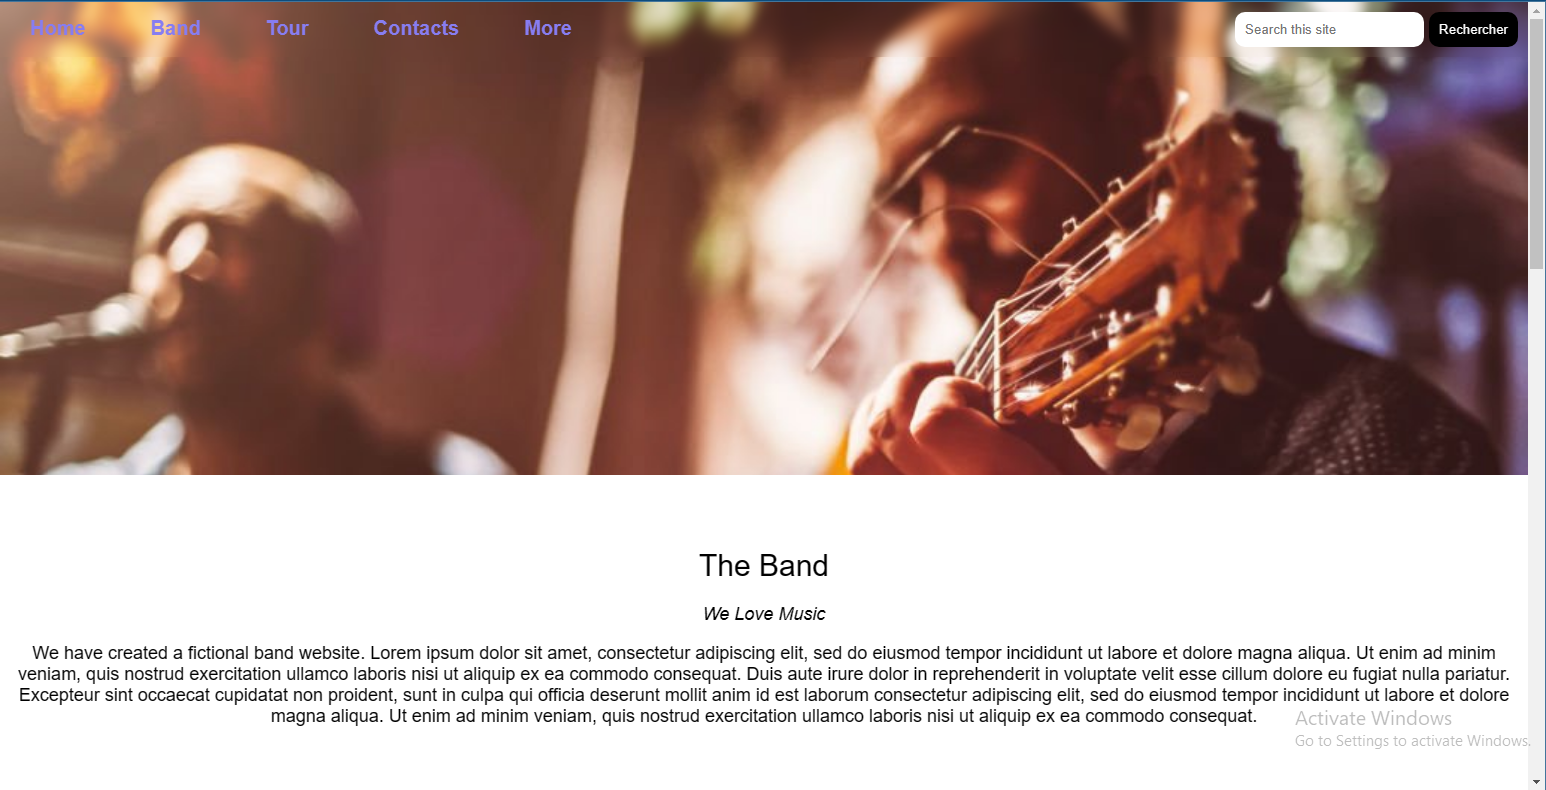 Home Band Tour Contacts More Search this site Rechercher
The Band
We Love Music
We have created a fictional band website. Lorem ipsum dolor sit amet, consectetur adipiscing elit, sed do eiusmod tempor incididunt ut labore et dolore magna aliqua. Ut enim ad minim
veniam, quis nostrud exercitation ullamco laboris nisi ut aliquip ex ea commodo consequat. Duis aute irure dolor in reprehenderit in voluptate velit esse cillum dolore eu fugiat nulla pariatur.
Excepteur sint occaecat cupidatat non proident, sunt in culpa qui officia deserunt mollit anim id est laborum consectetur adipiscing elit, sed do eiusmod tempor incididunt ut labore et dolore
magna aliqua. Ut enim ad minim veniam, quis nostrud exercitation ullamco laboris nisi ut aliquip ex ea commodo consequat.
Activate Windows
Go to Settings to activate Windows.